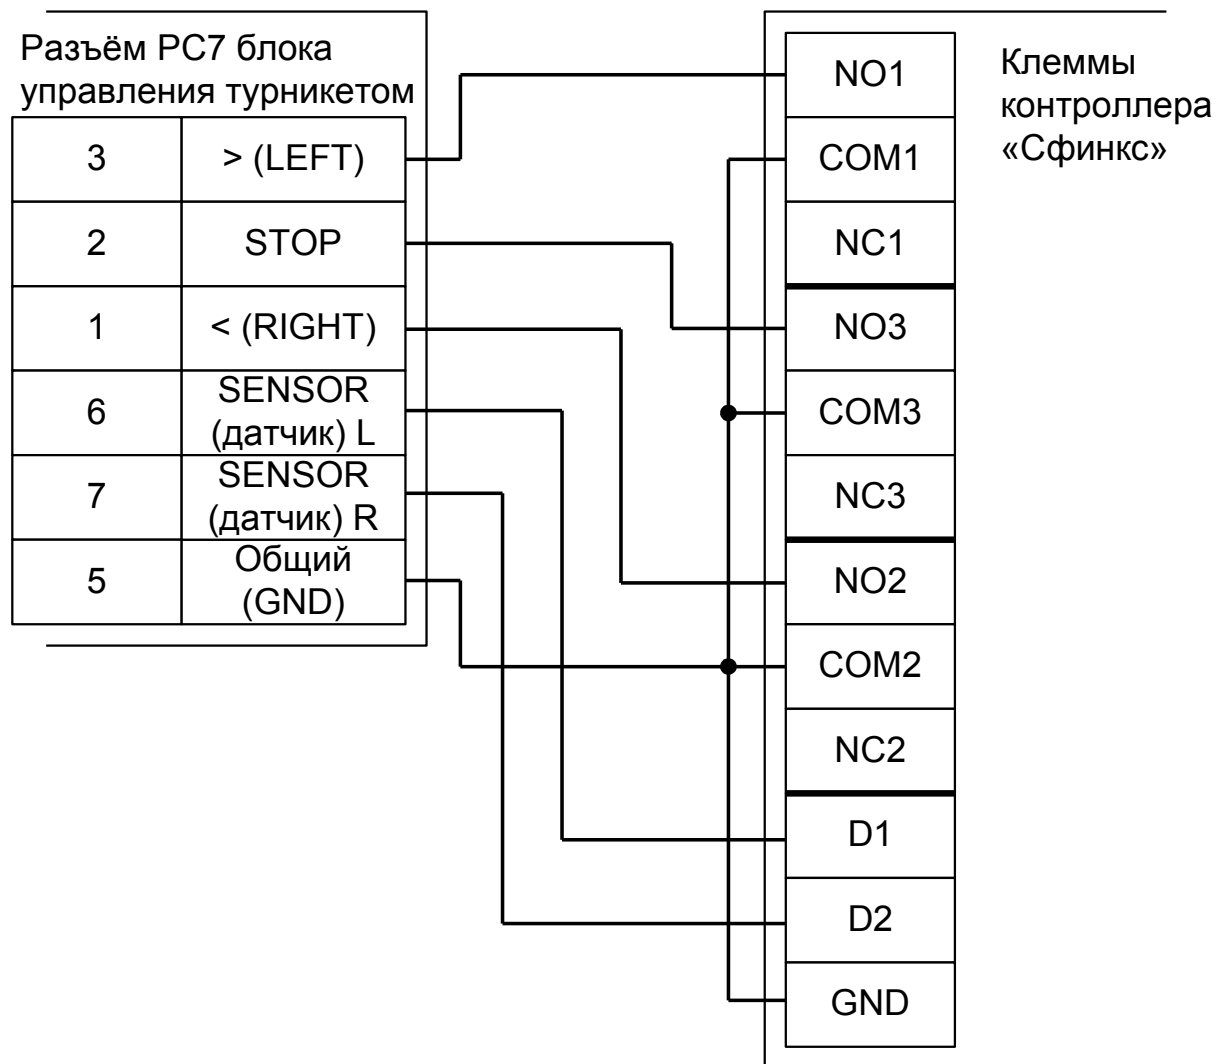 Разъём PC7 блока
управления турникетом
3 > (LEFT)
2 STOP
1 < (RIGHT)
6 SENSOR
(датчик) L
7 SENSOR
(датчик) R
5 Общий
(GND)
NO1
COM1
NC1
NO3
COM3
NC3
NO2
COM2
NC2
D1
D2
GND
Клеммы
контроллера
«Сфинкс»